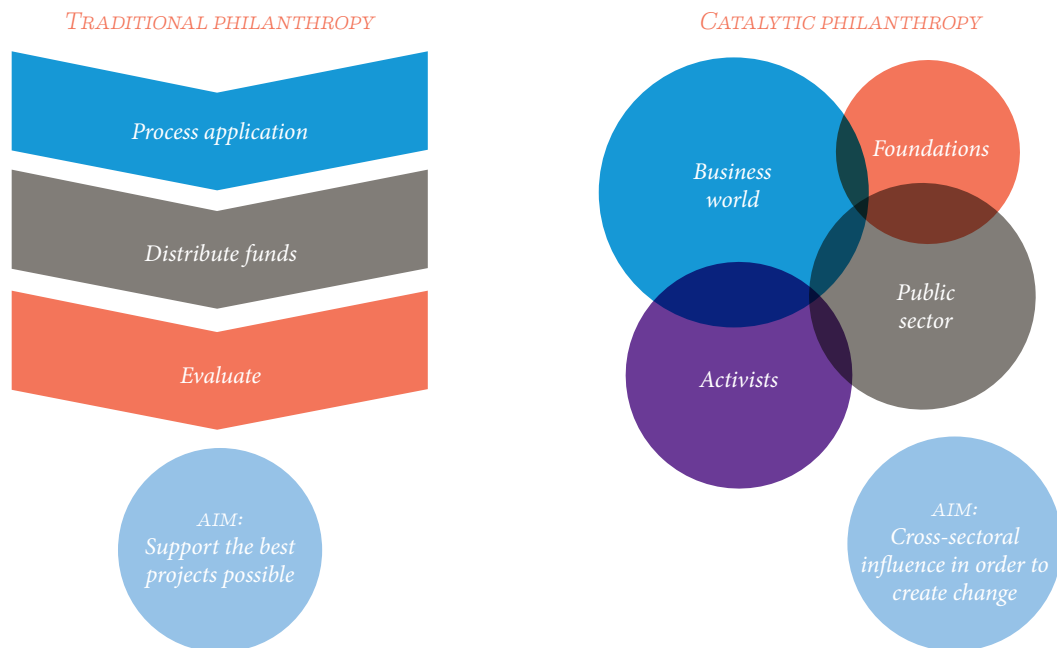 TRADITIONAL PHILANTHROPY
Process application
Distribute funds
Evaluate
AIM:
Support the best
projects possible
CATALYTIC PHILANTHROPY
Business
world
Foundations
Public
sector
Activists
AIM:
Cross-sectoral
influence in order to
create change